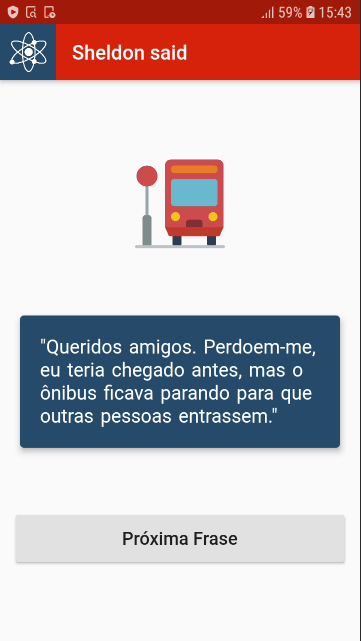 59% 15:43
Sheldon said
"Queridos amigos. Perdoem-me,
eu teria chegado antes, mas o
ônibus ficava parando para que
outras pessoas entrassem."
Próxima Frase